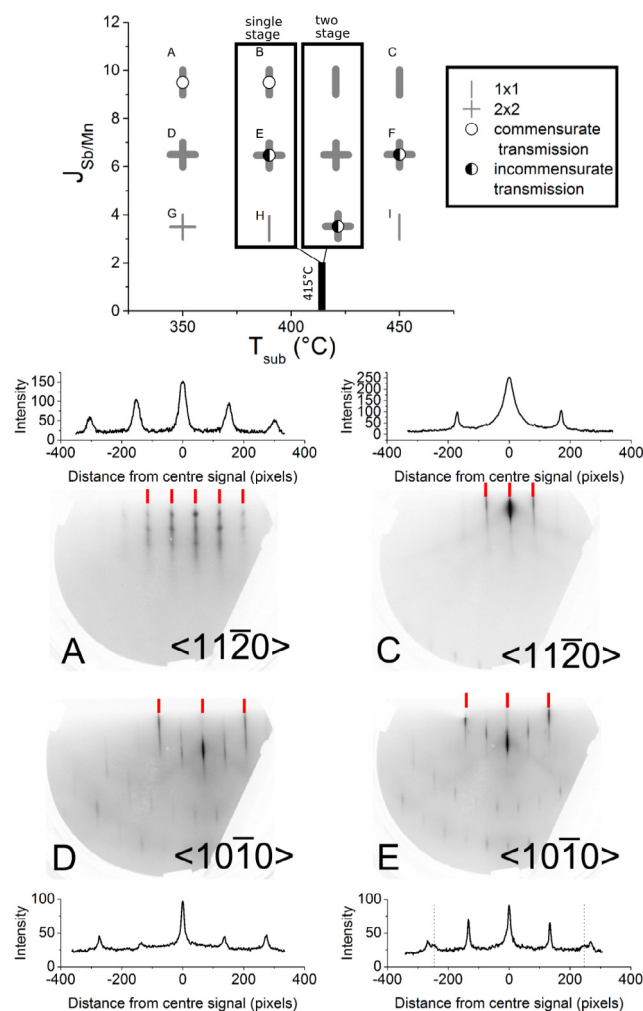 single stage
two stage
A
B
C
D
E
F
G
H
I
12
10
8
6
4
2
0
J Sb/Mn
350
400
450
415°C
T sub (°C)
1x1
2x2
commensurate
transmission
incommensurate
transmission
150
100
50
0
Intensity
-400
-200
0
200
400
Distance from centre signal (pixels)
250
200
150
100
50
0
Intensity
-400
-200
0
200
400
Distance from centre signal (pixels)
A
<112̅0>
C
<112̅0>
D
<101̅0>
E
<101̅0>
100
50
0
Intensity
-400
-200
0
200
400
Distance from centre signal (pixels)
100
50
0
Intensity
-400
-200
0
200
400
Distance from centre signal (pixels)